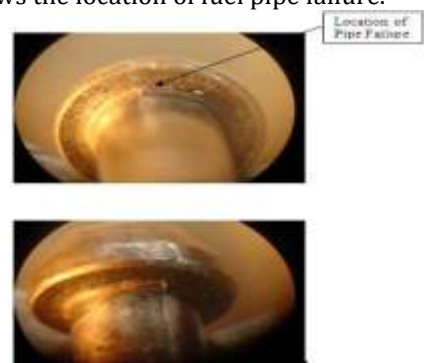 ws the location of fuel pipe failure.
Location of
Pipe Failure